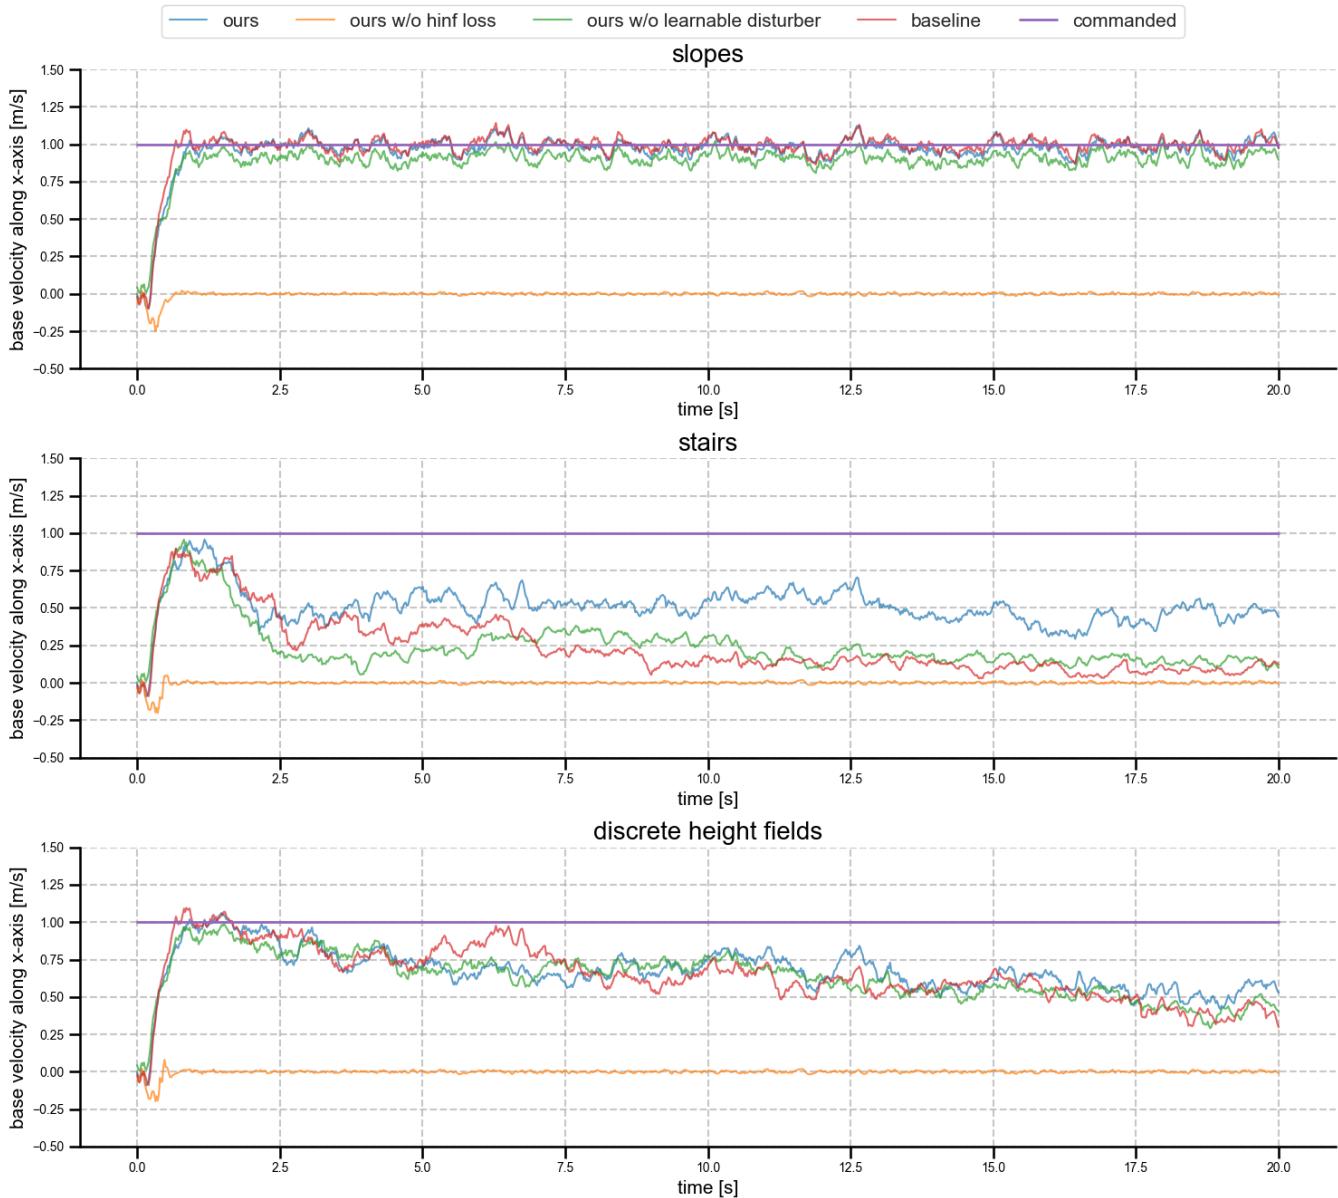 ours ours w/o hinf loss ours w/o learnable disturber baseline commanded
slopes
base velocity along x-axis [m/s]
1.50
1.25
1.00
0.75
0.50
0.25
0.00
−0.25
−0.50
0.0 2.5 5.0 7.5 10.0 12.5 15.0 17.5 20.0
time [s]
stairs
base velocity along x-axis [m/s]
1.50
1.25
1.00
0.75
0.50
0.25
0.00
−0.25
−0.50
0.0 2.5 5.0 7.5 10.0 12.5 15.0 17.5 20.0
time [s]
discrete height fields
base velocity along x-axis [m/s]
1.50
1.25
1.00
0.75
0.50
0.25
0.00
−0.25
−0.50
0.0 2.5 5.0 7.5 10.0 12.5 15.0 17.5 20.0
time [s]